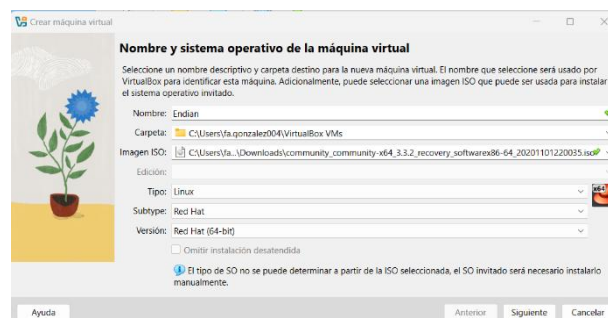 Crear máquina virtual
Nombre y sistema operativo de la máquina virtual
Seleccione un nombre descriptivo y carpeta destino para la nueva máquina virtual. El nombre que seleccione será usado por
VirtualBox para identificar esta máquina. Adicionalmente, puede seleccionar una imagen ISO que puede ser usada para instalar
el sistema operativo invitado.
Nombre: Endian
Carpeta: C:\Users\fa.gonzalez004\VirtualBox VMs
Imagen ISO: C:\Users\fa...\Downloads\community_community-x64_3.3.2_recovery_softwarex86-64_20201101220035.iso
Edición:
Tipo: Linux
x64
Subtype: Red Hat
Versión: Red Hat (64-bit)
Omitir instalación desatendida
El tipo de SO no se puede determinar a partir de la ISO seleccionada, el SO invitado será necesario instalarlo
manualmente.
Ayuda Anterior Siguiente Cancelar